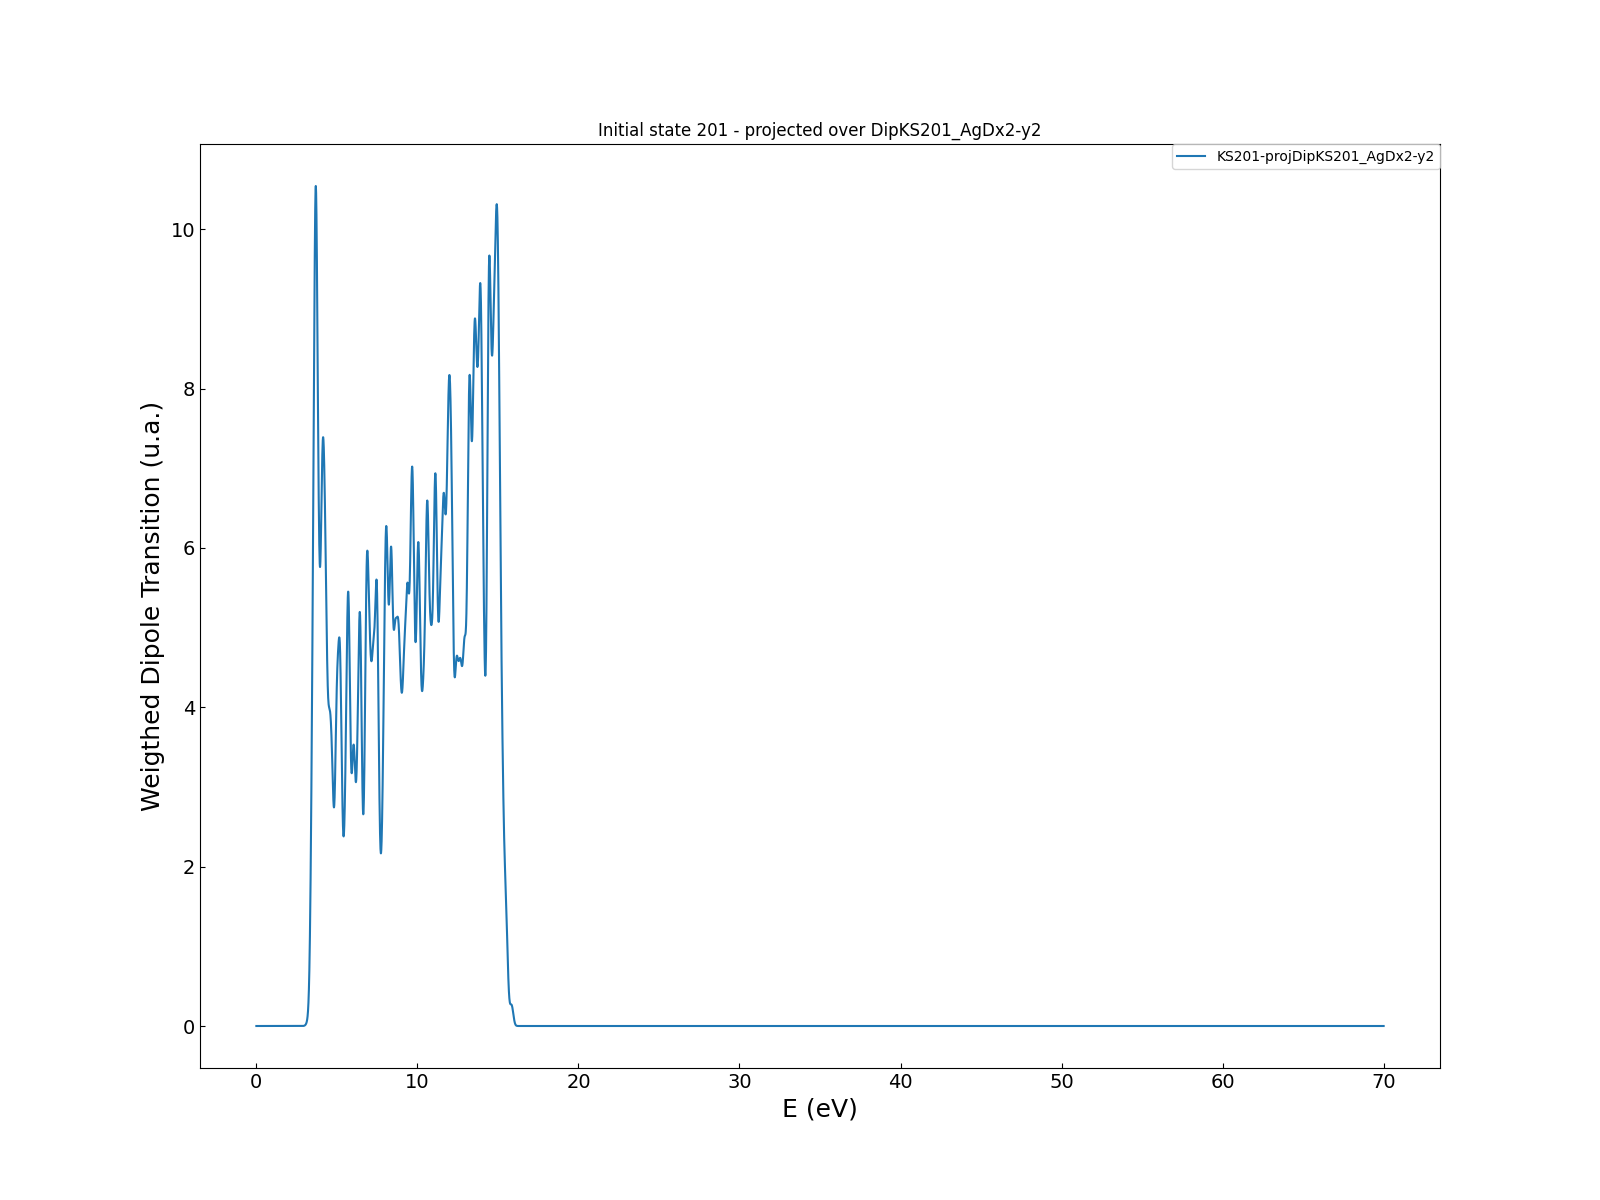 Initial state 201 - projected over DipKS201_AgDx2-y2
KS201-projDipKS201_AgDx2-y2
Weigthed Dipole Transition (u.a.)
10
8
6
4
2
0
0 10 20 30 40 50 60 70
E (eV)